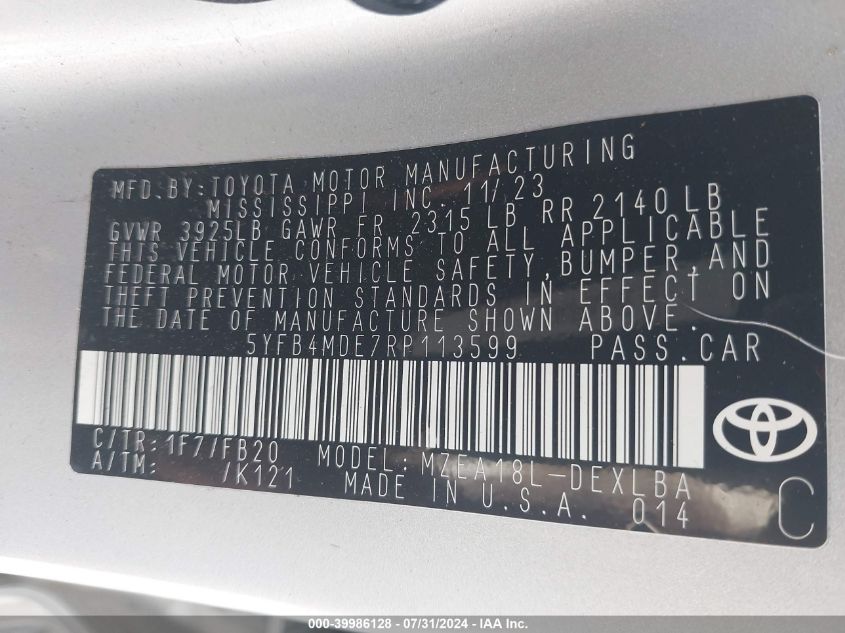 MFD. BY: TOYOTA MOTOR MANUFACTURING
MISSISSIPPI INC. 11/23
GVWR 3925LB GAWR FR 2315 LB RR 2140 LB
THIS VEHICLE CONFORMS TO ALL APPLICABLE
FEDERAL MOTOR VEHICLE SAFETY, BUMPER, AND
THEFT PREVENTION STANDARDS IN EFFECT ON
THE DATE OF MANUFACTURE SHOWN ABOVE.
5YFB4MDE7RP113599 PASS. CAR
C/TR: 1F7/FB20 MODEL: MZEA18L-DEXLBA
A/TM: /K121 MADE IN U.S.A. 014
C
000-39986128 - 07/31/2024 - IAAI.COM